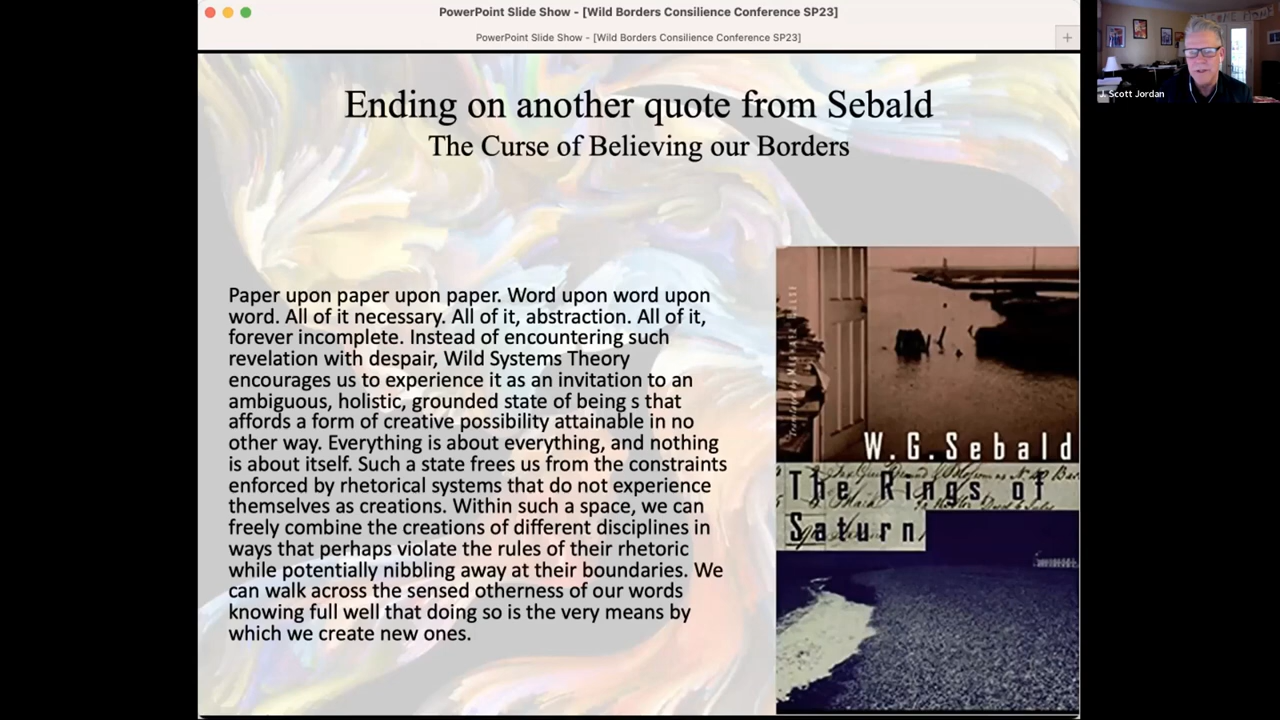 PowerPoint Slide Show - [Wild Borders Consilience Conference SP23]
PowerPoint Slide Show - [Wild Borders Consilience Conference SP23]
J. Scott Jordan
Ending on another quote from Sebald
The Curse of Believing our Borders
Paper upon paper upon paper. Word upon word upon
word. All of it necessary. All of it, abstraction. All of it,
forever incomplete. Instead of encountering such
revelation with despair, Wild Systems Theory
encourages us to experience it as an invitation to an
ambiguous, holistic, grounded state of being s that
affords a form of creative possibility attainable in no
other way. Everything is about everything, and nothing
is about itself. Such a state frees us from the constraints
enforced by rhetorical systems that do not experience
themselves as creations. Within such a space, we can
freely combine the creations of different disciplines in
ways that perhaps violate the rules of their rhetoric
while potentially nibbling away at their boundaries. We
can walk across the sensed otherness of our words
knowing full well that doing so is the very means by
which we create new ones.
W.G.Sebald
The Rings of
Saturn